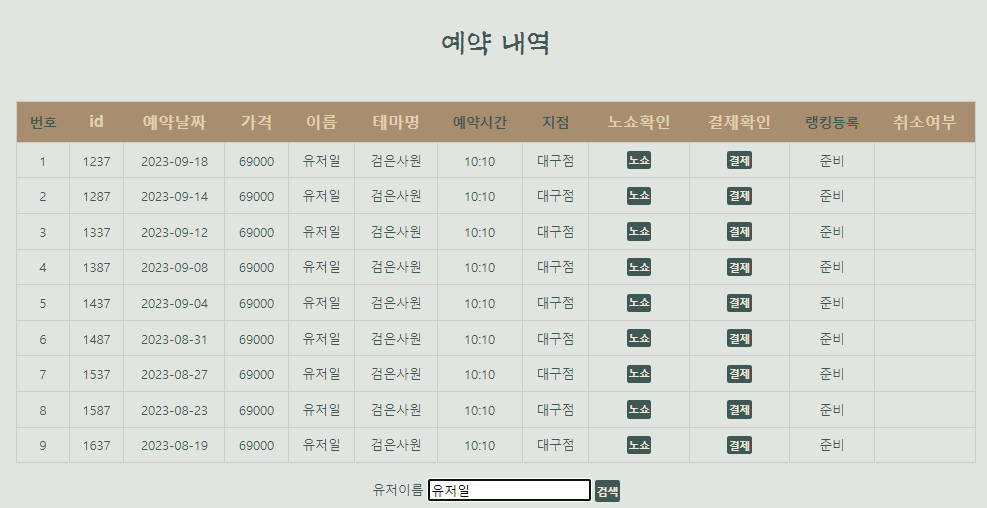 예약 내역
번호 id 예약날짜 가격 이름 테마명 예약시간 지점 노쇼확인 결제확인 랭킹등록 취소여부
1 1237 2023-09-18 69000 유저일 검은사원 10:10 대구점 노쇼 결제 준비
2 1287 2023-09-14 69000 유저일 검은사원 10:10 대구점 노쇼 결제 준비
3 1337 2023-09-12 69000 유저일 검은사원 10:10 대구점 노쇼 결제 준비
4 1387 2023-09-08 69000 유저일 검은사원 10:10 대구점 노쇼 결제 준비
5 1437 2023-09-04 69000 유저일 검은사원 10:10 대구점 노쇼 결제 준비
6 1487 2023-08-31 69000 유저일 검은사원 10:10 대구점 노쇼 결제 준비
7 1537 2023-08-27 69000 유저일 검은사원 10:10 대구점 노쇼 결제 준비
8 1587 2023-08-23 69000 유저일 검은사원 10:10 대구점 노쇼 결제 준비
9 1637 2023-08-19 69000 유저일 검은사원 10:10 대구점 노쇼 결제 준비
유저이름 유저일 검색